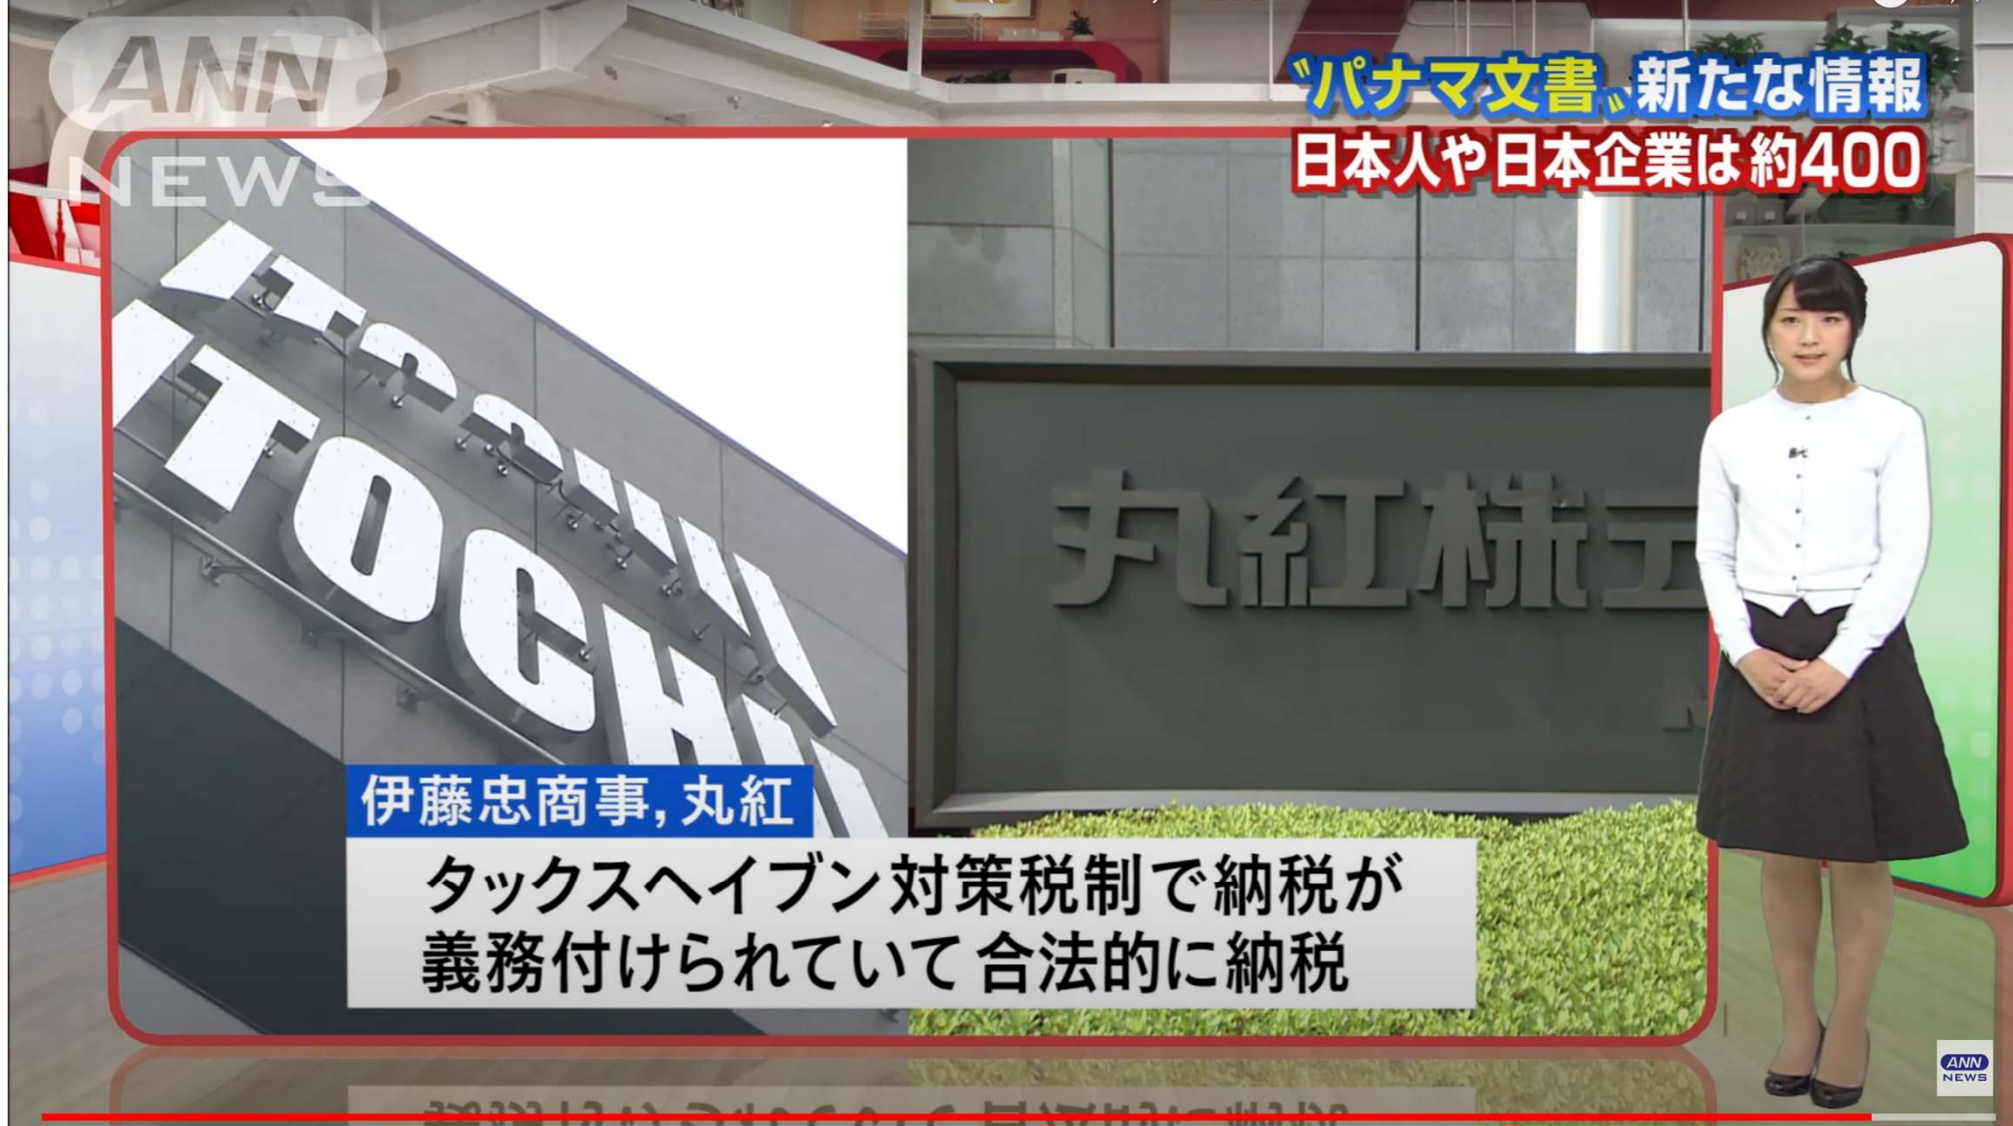 ANN
NEWS
〝パナマ文書〟新たな情報
日本人や日本企業は約400
ITOCHU
ITOCHU
丸紅株式
伊藤忠商事,丸紅
タックスヘイブン対策税制で納税が
義務付けられていて合法的に納税
ANN
NEWS